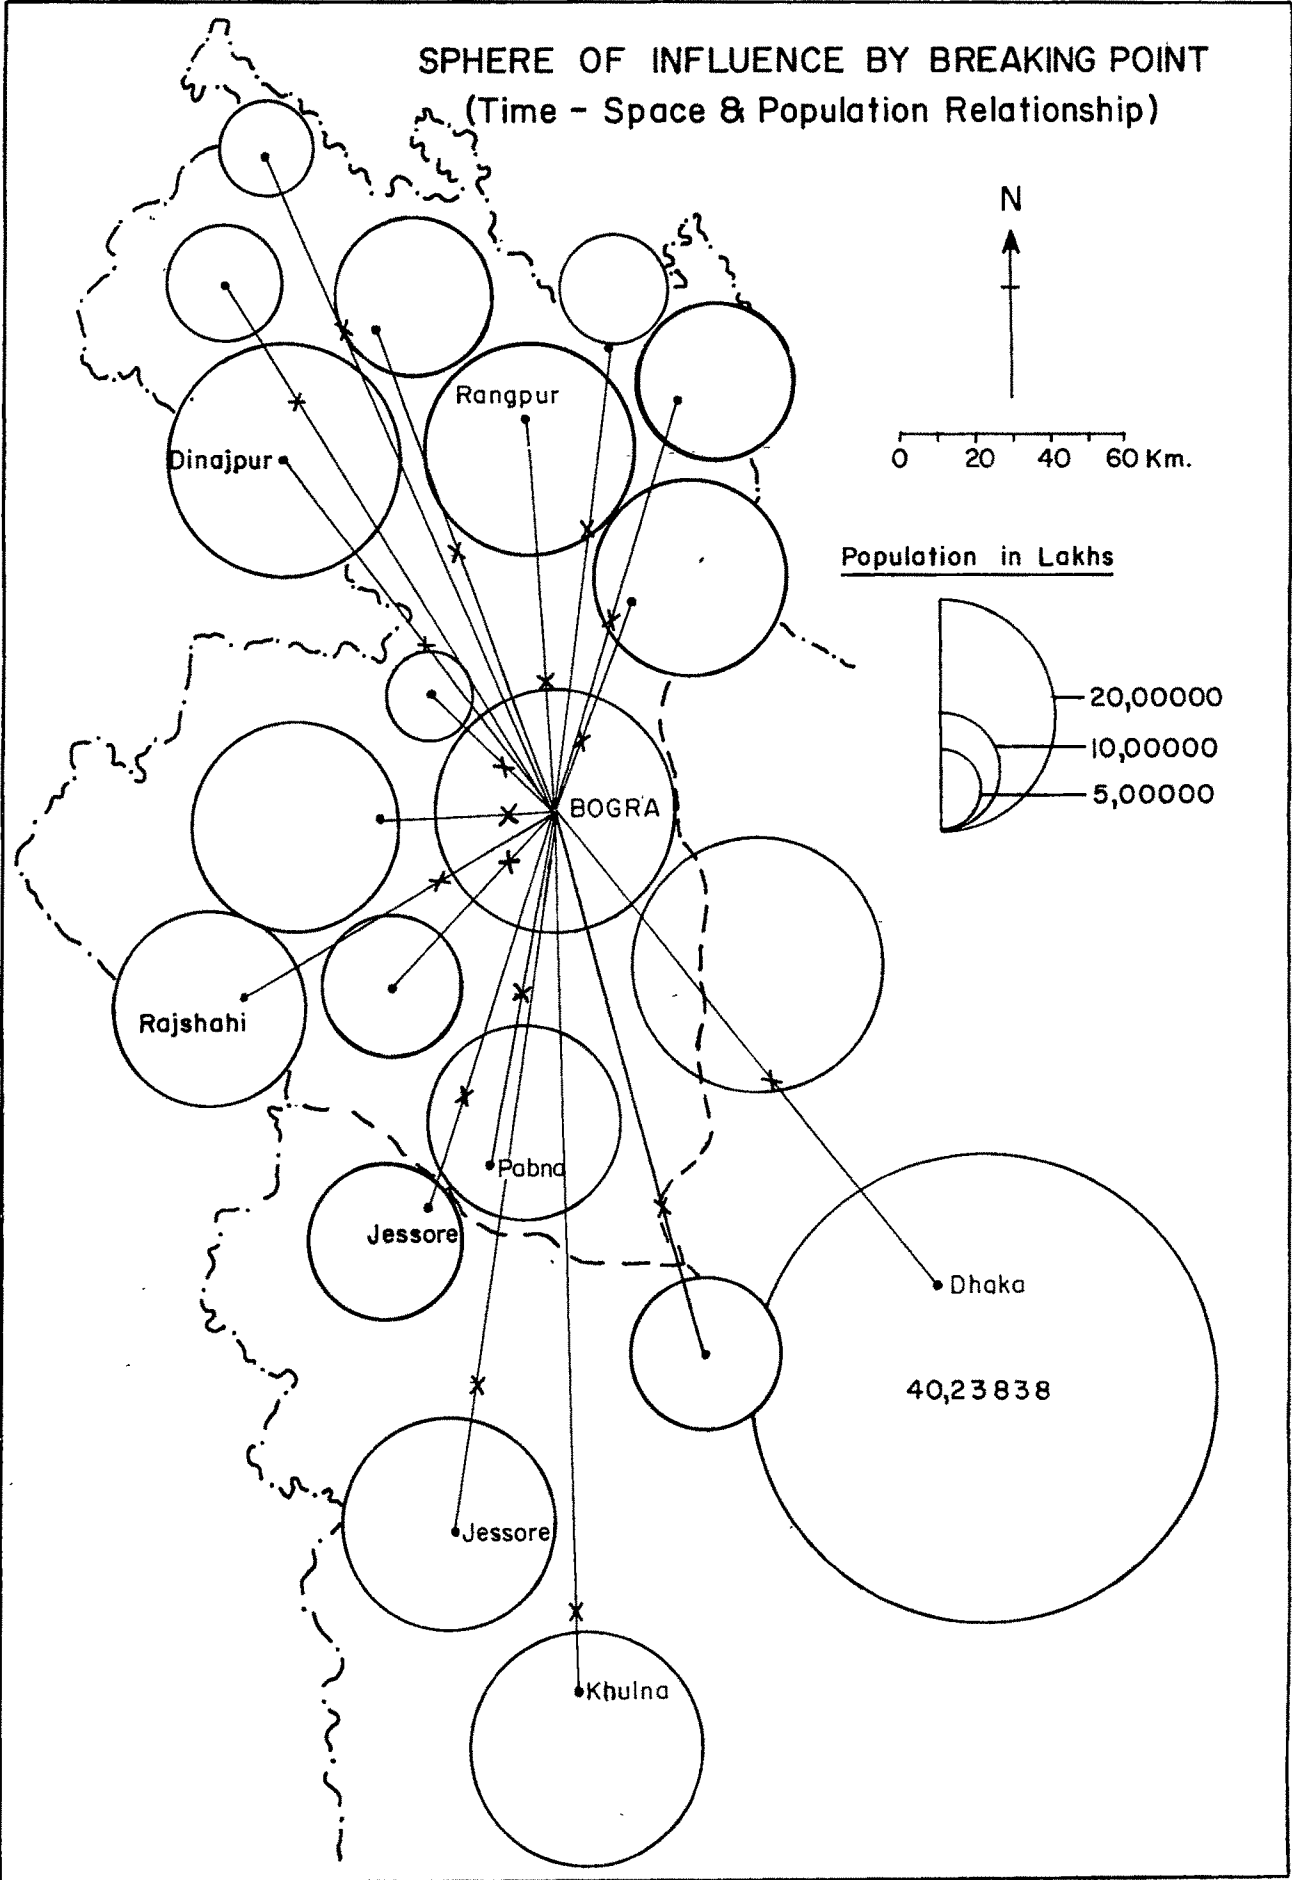 SPHERE OF INFLUENCE BY BREAKING POINT
(Time - Space & Population Relationship)
N
0 20 40 60 Km.
Rangpur
Dinajpur
Population in Lakhs
20,00000
10,00000
5,00000
BOGRA
Rajshahi
Pabna
Jessore
Dhaka
40,23838
Jessore
Khulna